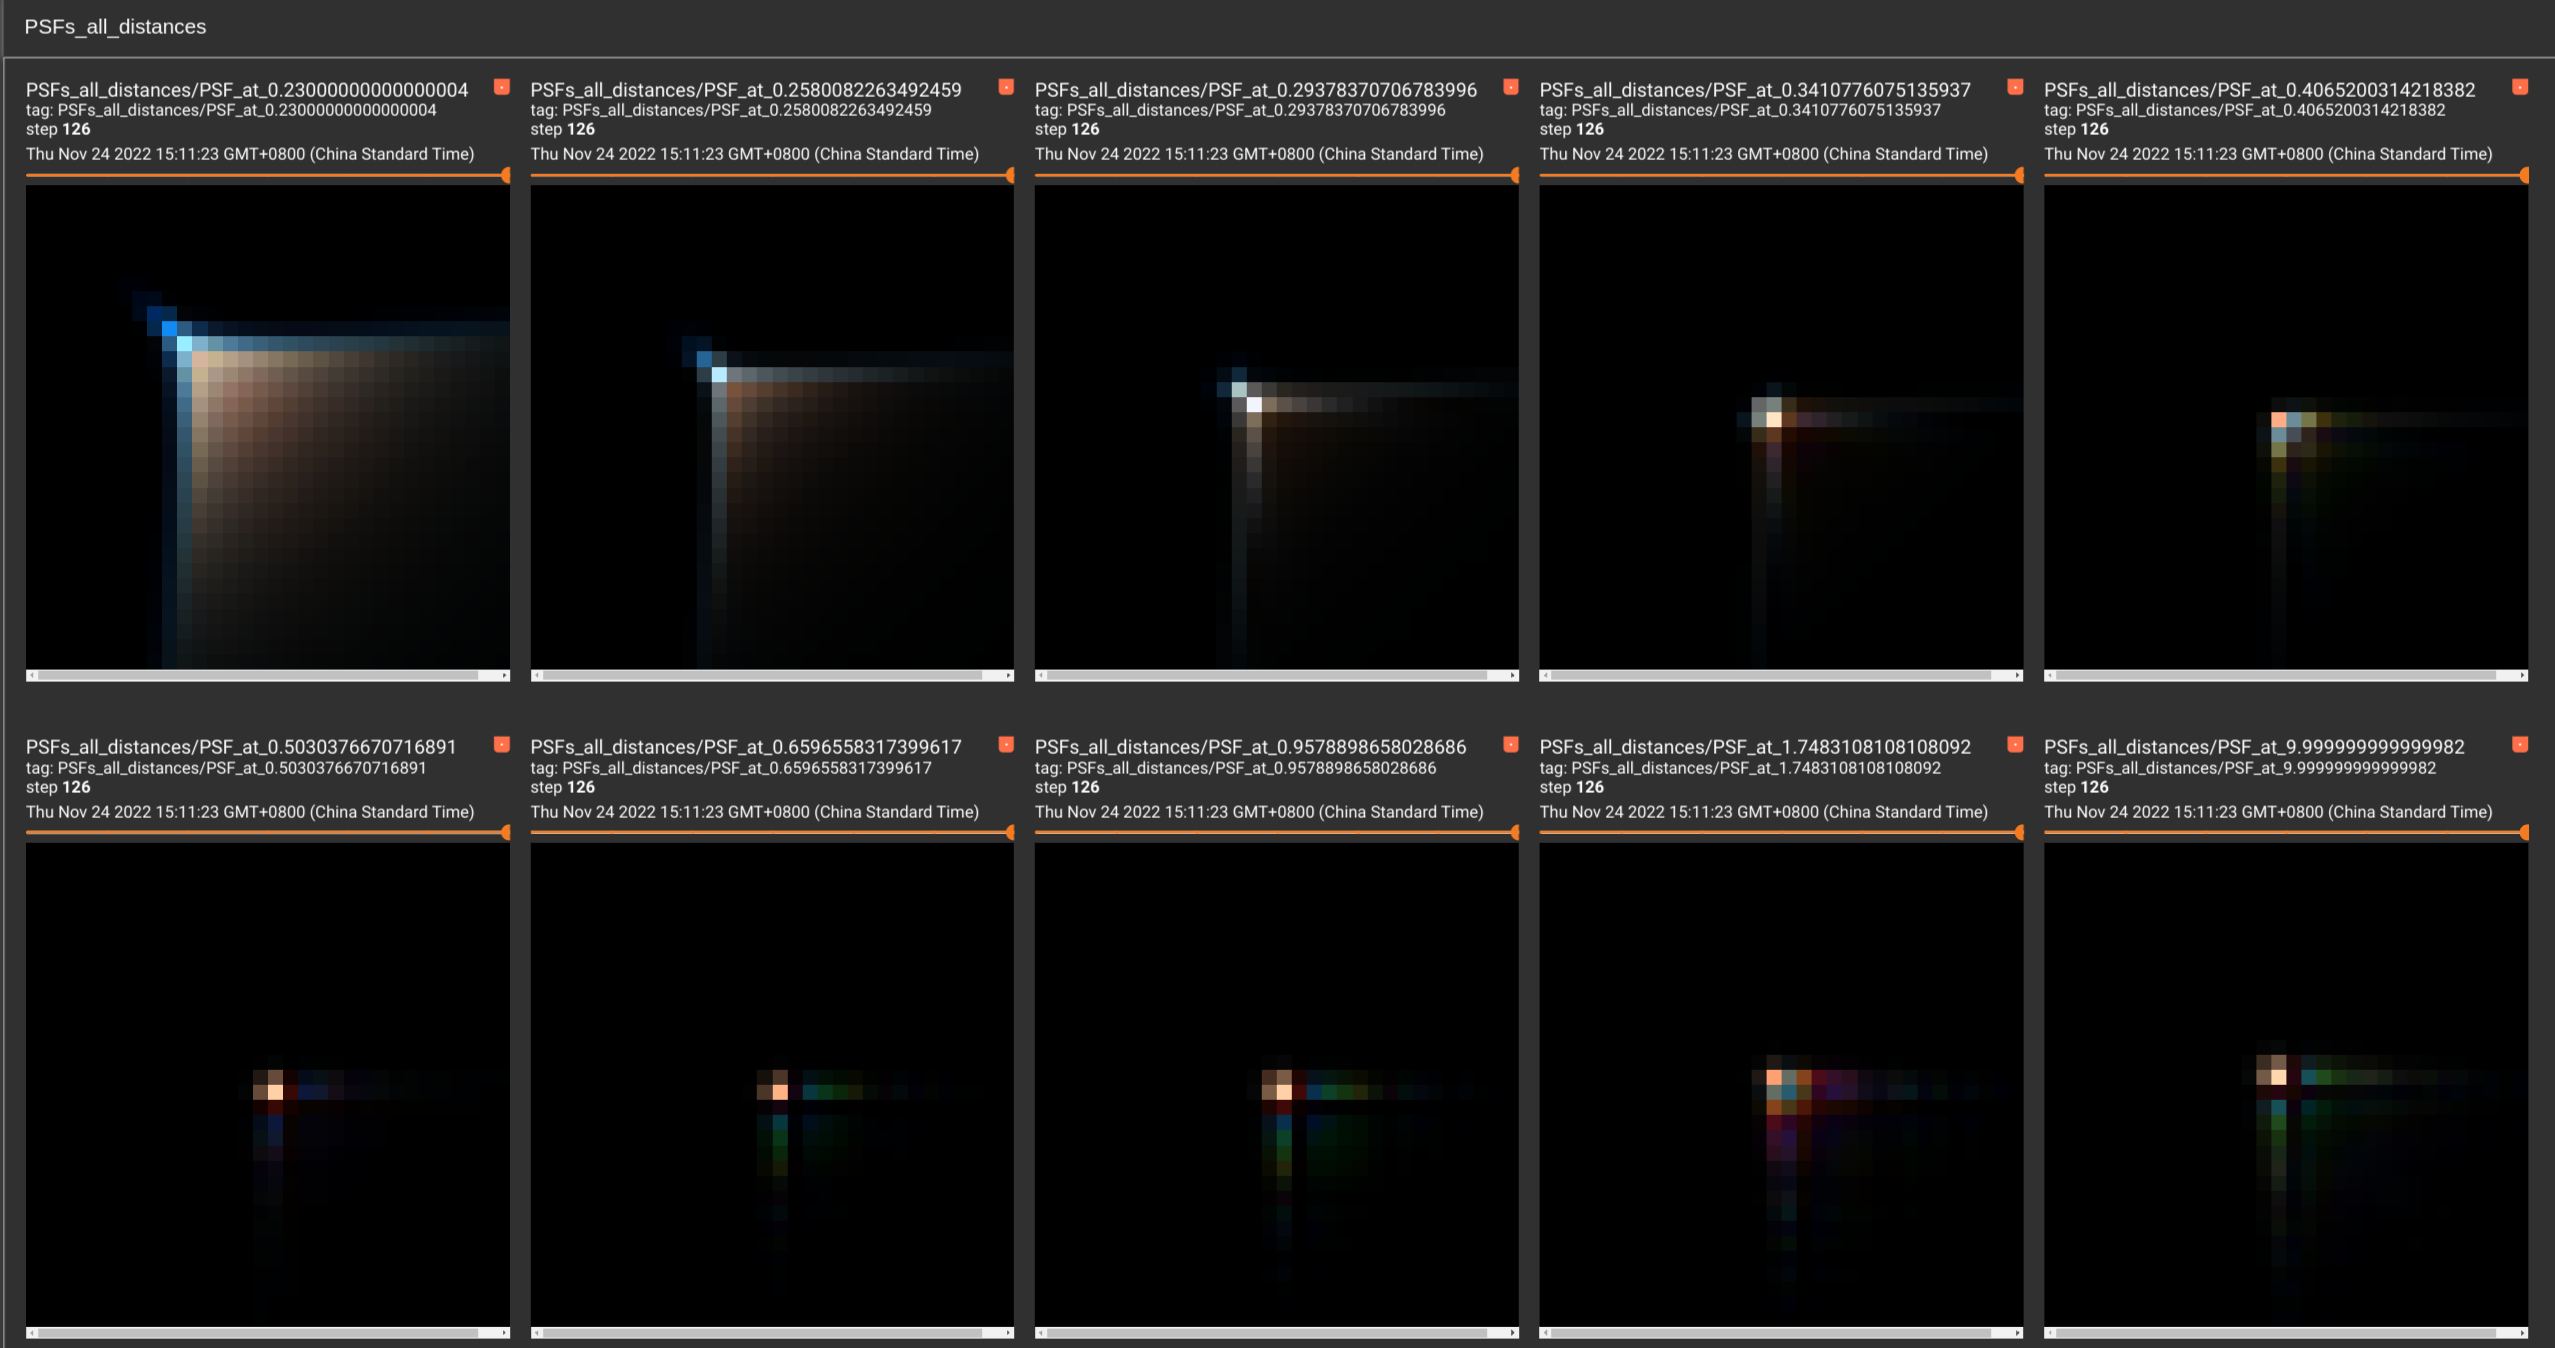 PSFs_all_distances
PSFs_all_distances/PSF_at_0.23000000000000004
tag: PSFs_all_distances/PSF_at_0.23000000000000004
step 126
Thu Nov 24 2022 15:11:23 GMT+0800 (China Standard Time)
PSFs_all_distances/PSF_at_0.2580082263492459
tag: PSFs_all_distances/PSF_at_0.2580082263492459
step 126
Thu Nov 24 2022 15:11:23 GMT+0800 (China Standard Time)
PSFs_all_distances/PSF_at_0.29378370706783996
tag: PSFs_all_distances/PSF_at_0.29378370706783996
step 126
Thu Nov 24 2022 15:11:23 GMT+0800 (China Standard Time)
PSFs_all_distances/PSF_at_0.3410776075135937
tag: PSFs_all_distances/PSF_at_0.3410776075135937
step 126
Thu Nov 24 2022 15:11:23 GMT+0800 (China Standard Time)
PSFs_all_distances/PSF_at_0.4065200314218382
tag: PSFs_all_distances/PSF_at_0.4065200314218382
step 126
Thu Nov 24 2022 15:11:23 GMT+0800 (China Standard Time)
PSFs_all_distances/PSF_at_0.5030376670716891
tag: PSFs_all_distances/PSF_at_0.5030376670716891
step 126
Thu Nov 24 2022 15:11:23 GMT+0800 (China Standard Time)
PSFs_all_distances/PSF_at_0.6596558317399617
tag: PSFs_all_distances/PSF_at_0.6596558317399617
step 126
Thu Nov 24 2022 15:11:23 GMT+0800 (China Standard Time)
PSFs_all_distances/PSF_at_0.9578898658028686
tag: PSFs_all_distances/PSF_at_0.9578898658028686
step 126
Thu Nov 24 2022 15:11:23 GMT+0800 (China Standard Time)
PSFs_all_distances/PSF_at_1.7483108108108092
tag: PSFs_all_distances/PSF_at_1.7483108108108092
step 126
Thu Nov 24 2022 15:11:23 GMT+0800 (China Standard Time)
PSFs_all_distances/PSF_at_9.999999999999982
tag: PSFs_all_distances/PSF_at_9.999999999999982
step 126
Thu Nov 24 2022 15:11:23 GMT+0800 (China Standard Time)